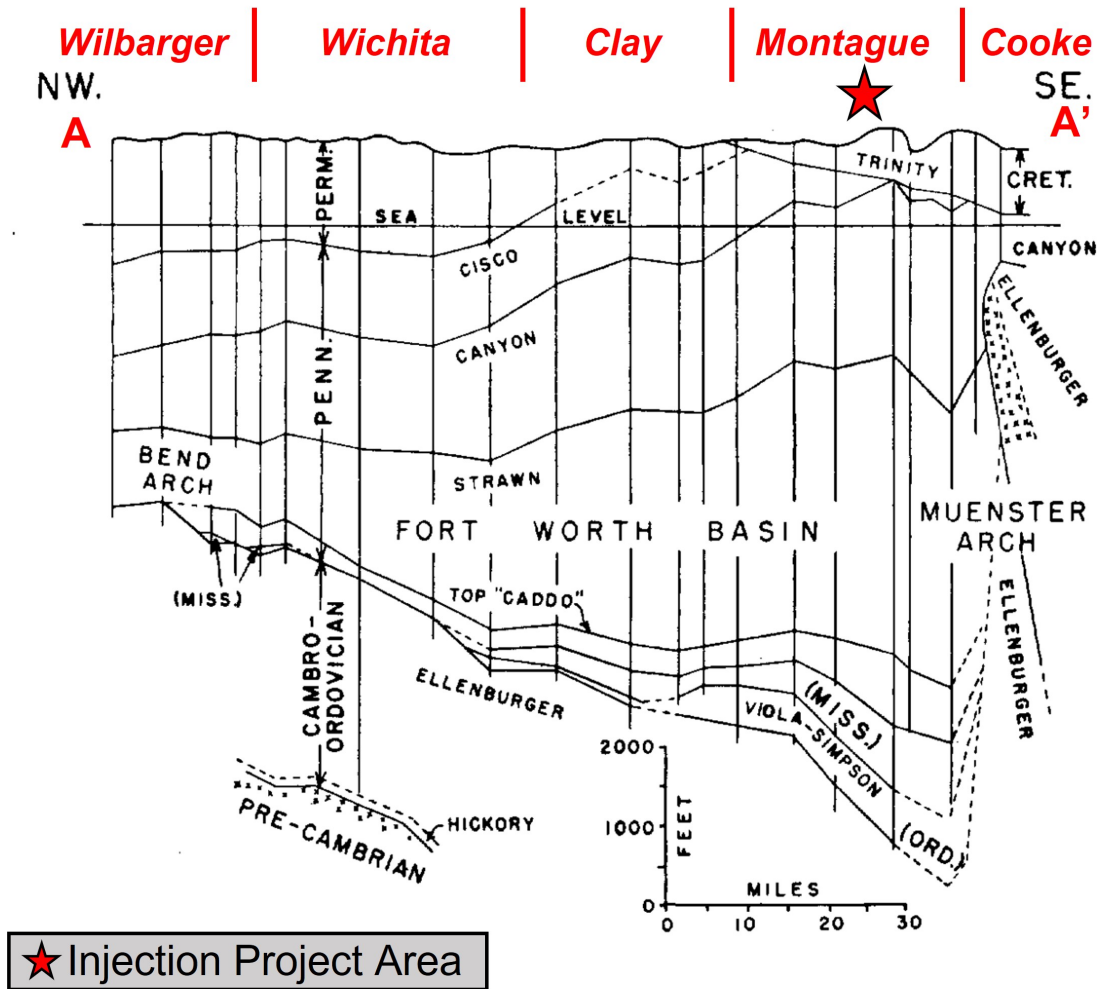 Wilbarger Wichita Clay Montague Cooke
NW. SE.
A A’
PERM.
TRINITY
CRET.
SEA LEVEL
CISCO
CANYON
CANYON
PENN.
ELLENBURGER
BEND
ARCH
STRAWN
FORT WORTH BASIN
MUENSTER
ARCH
(MISS.)
TOP "CADDO"
CAMBRO-
ORDOVICIAN
ELLENBURGER
ELLENBURGER
(MISS.)
VIOLA-SIMPSON
(ORD.)
PRE-CAMBRIAN
HICKORY
2000
1000
0
FEET
MILES
0 10 20 30
Injection Project Area